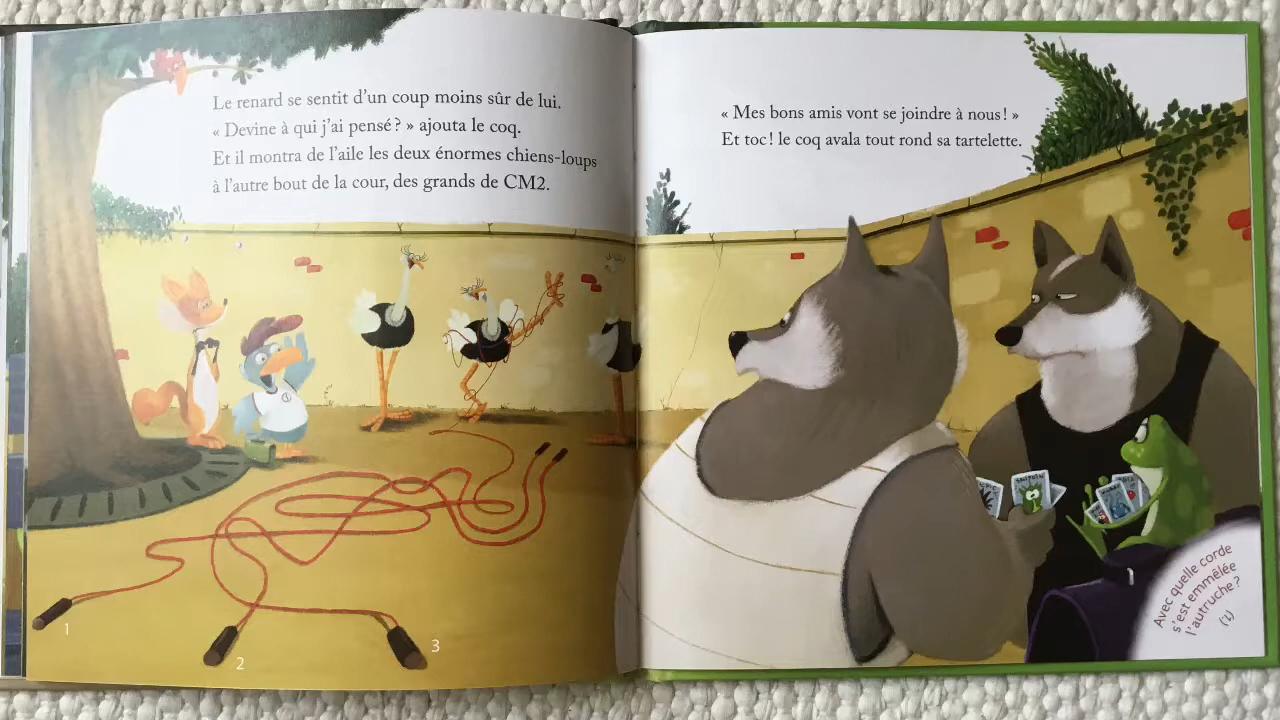 Le renard se sentit d'un coup moins sûr de lui.
« Devine à qui j'ai pensé ? » ajouta le coq.
Et il montra de l'aile les deux énormes chiens-loups
à l'autre bout de la cour, des grands de CM2.
1
2
3
« Mes bons amis vont se joindre à nous ! »
Et toc ! le coq avala tout rond sa tartelette.
Avec quelle corde
s'est emmêlée
l'autruche ?